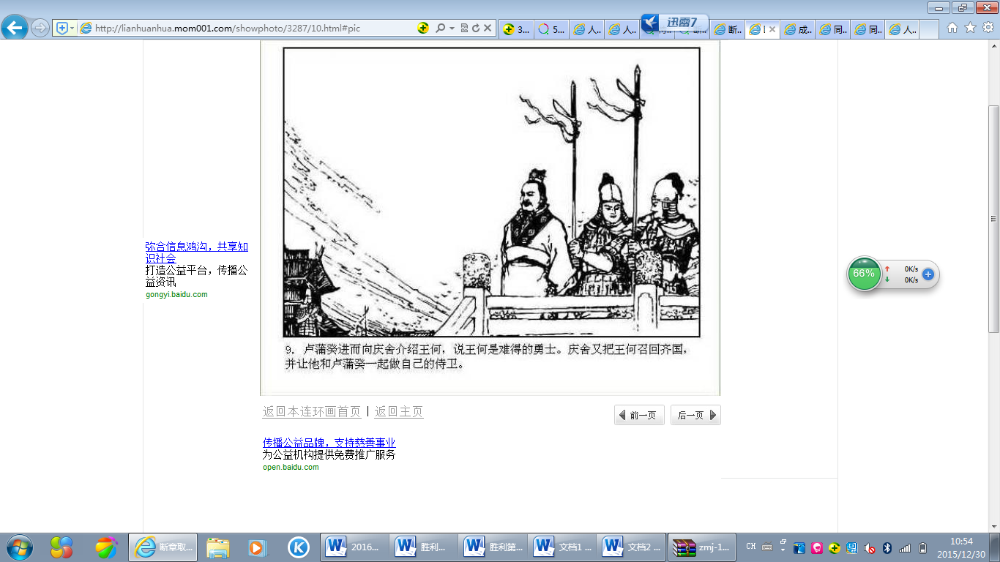 http://lianhuanhua.mom001.com/showphoto/3287/10.html#pic
迅雷7
3...
5...
人..
人..
断..
成..
同..
同..
人..
弥合信息鸿沟，共享知
识社会
打造公益平台，传播公
益资讯
gongyi.baidu.com
66%
0K/s
0K/s
9. 卢蒲癸进而向庆舍介绍王何，说王何是难得的勇士。庆舍又把王何召回齐国，
并让他和卢蒲癸一起做自己的侍卫。
返回本连环画首页 | 返回主页
前一页
后一页
传播公益品牌，支持慈善事业
为公益机构提供免费推广服务
open.baidu.com
断章取...
2016...
胜利...
胜利第...
文档1 ...
文档2 ...
zmj-1...
CH
10:54
2015/12/30